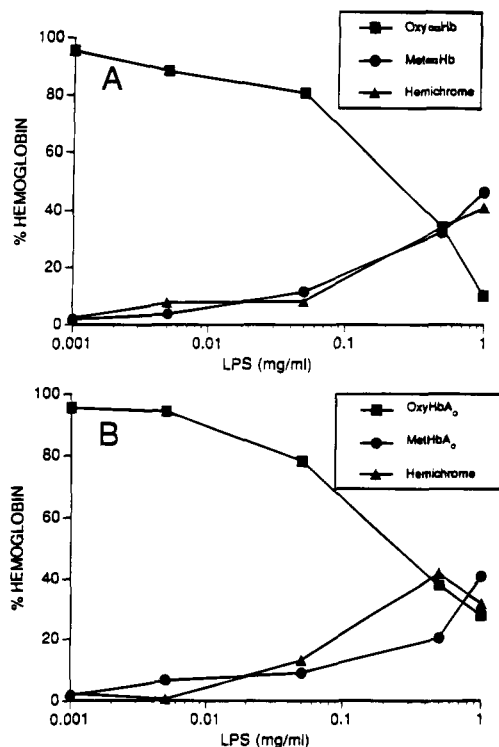 A
% HEMOGLOBIN
100
80
60
40
20
0
0.001
0.01
0.1
1
LPS (mg/ml)
OxyααHb
MetααHb
Hemichrome
B
% HEMOGLOBIN
100
80
60
40
20
0
0.001
0.01
0.1
1
LPS (mg/ml)
OxyHbA₀
MetHbA₀
Hemichrome